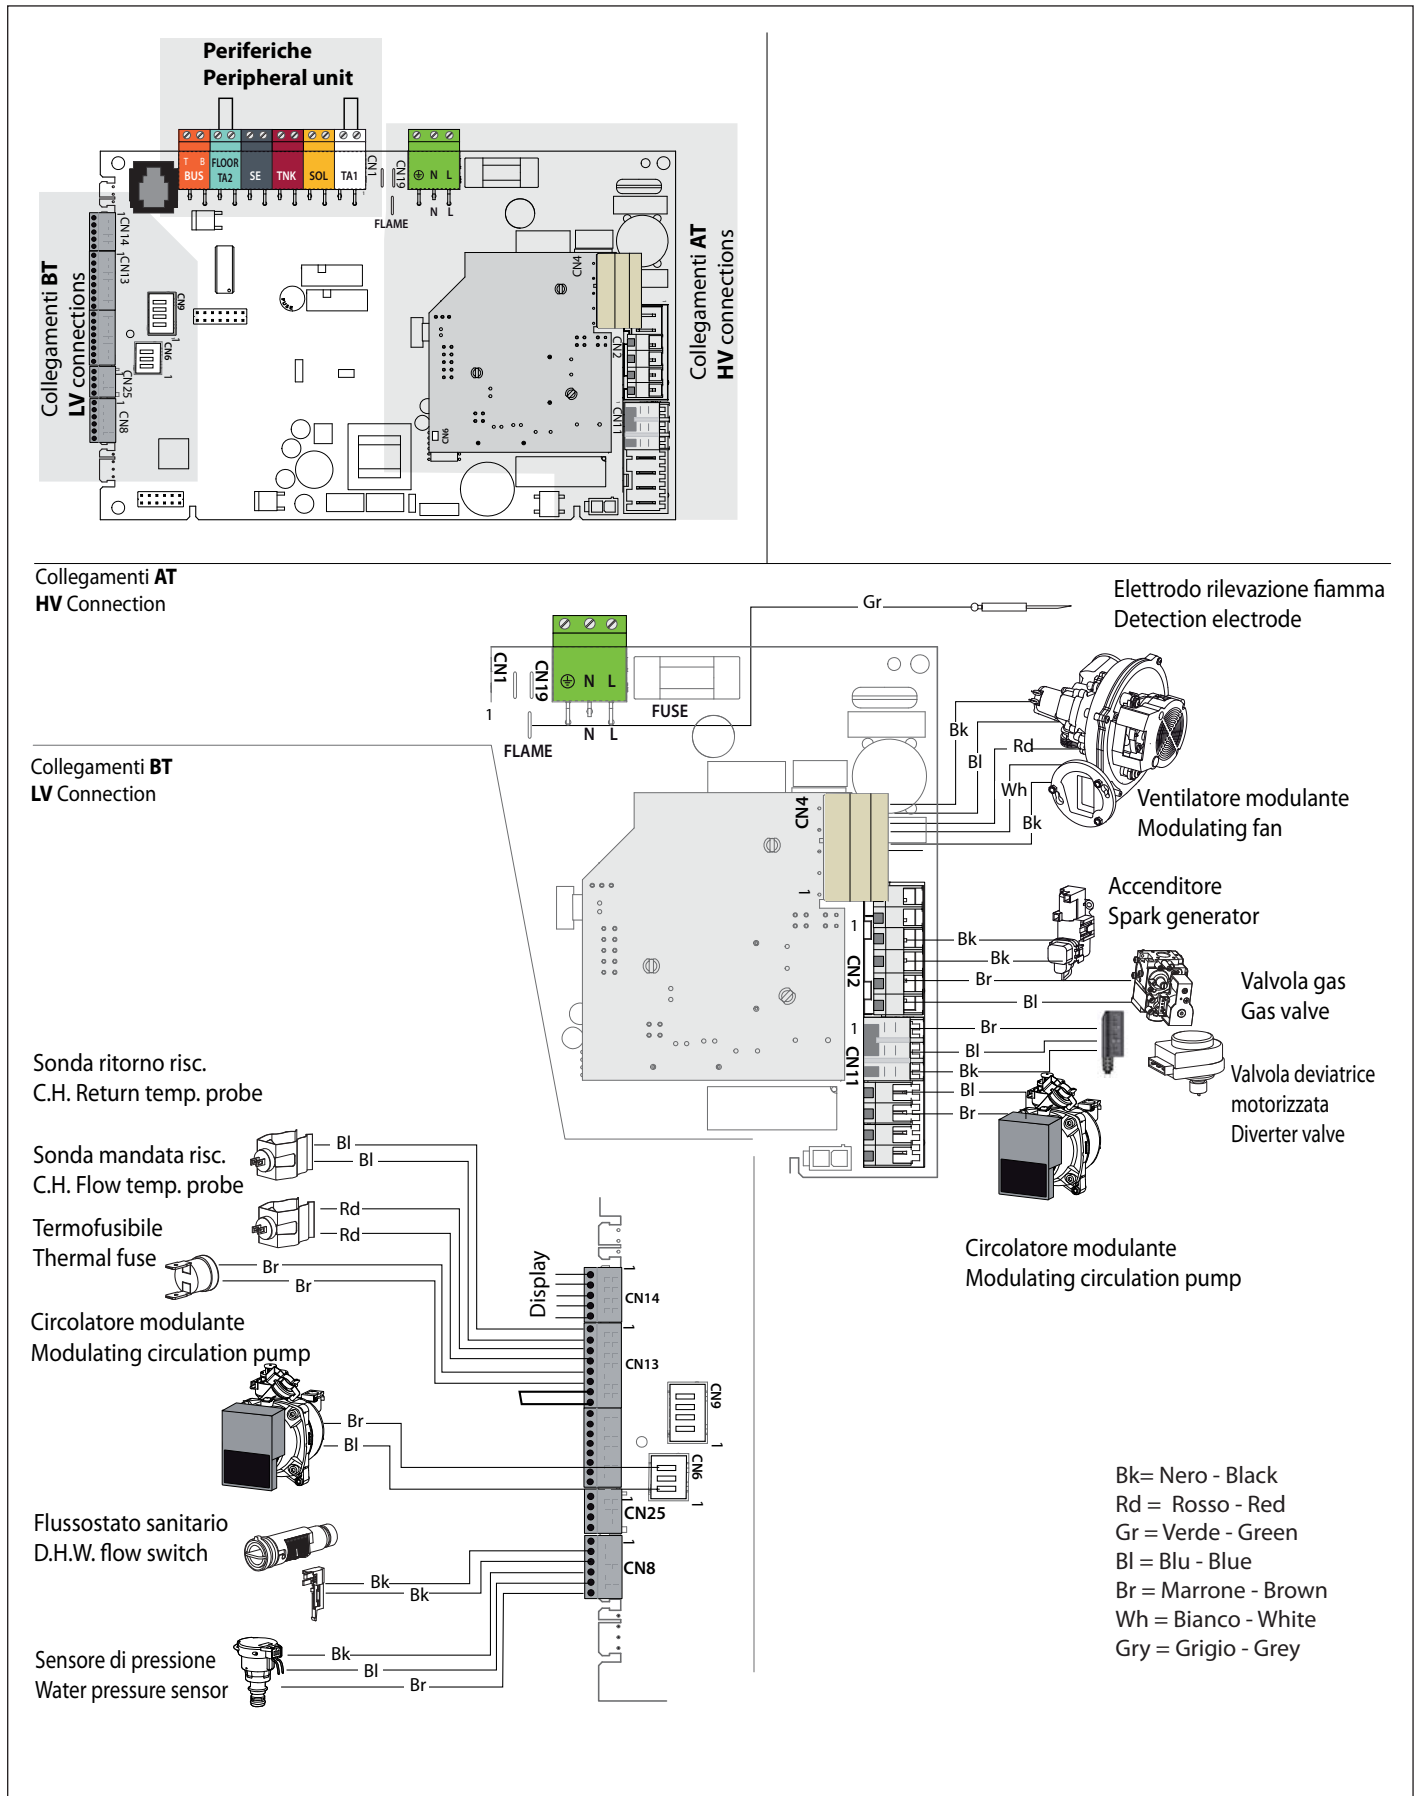 Periferiche
Peripheral unit
T B
BUS
FLOOR
TA2
SE
TNK
SOL
TA1
CN1
CN19
N L
N L
FLAME
1
CN14
1
CN13
CN9
1
CN6
1
CN25
1
CN8
CN4
CN2
CN11
CN6
Collegamenti BT
LV connections
Collegamenti AT
HV connections
Collegamenti AT
HV Connection
Gr
Elettrodo rilevazione fiamma
Detection electrode
CN1
1
CN19
N L
N L
FUSE
FLAME
Bk
Bl
Rd
Wh
Bk
Ventilatore modulante
Modulating fan
Collegamenti BT
LV Connection
CN4
1
Accenditore
Spark generator
1
CN2
Bk
Bk
Br
Bl
Valvola gas
Gas valve
1
CN11
Br
Bl
Bk
Bl
Br
Valvola deviatrice
motorizzata
Diverter valve
Circolatore modulante
Modulating circulation pump
Sonda ritorno risc.
C.H. Return temp. probe
Bl
Bl
Sonda mandata risc.
C.H. Flow temp. probe
Rd
Rd
Termofusibile
Thermal fuse
Br
Br
Display
1
CN14
1
CN13
Circolatore modulante
Modulating circulation pump
Br
Bl
CN9
1
CN6
1
1
CN25
1
CN8
Flussostato sanitario
D.H.W. flow switch
Bk
Bk
Sensore di pressione
Water pressure sensor
Bk
Bl
Br
Bk= Nero - Black
Rd = Rosso - Red
Gr = Verde - Green
Bl = Blu - Blue
Br = Marrone - Brown
Wh = Bianco - White
Gry = Grigio - Grey